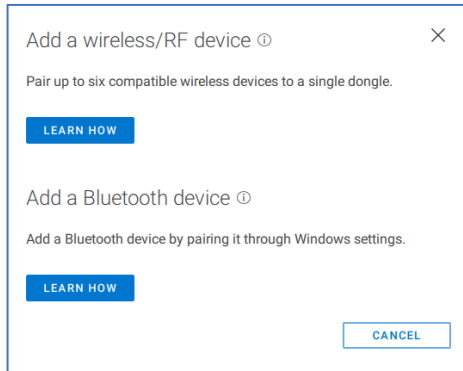 Add a wireless/RF device
Pair up to six compatible wireless devices to a single dongle.
LEARN HOW
Add a Bluetooth device
Add a Bluetooth device by pairing it through Windows settings.
LEARN HOW
CANCEL